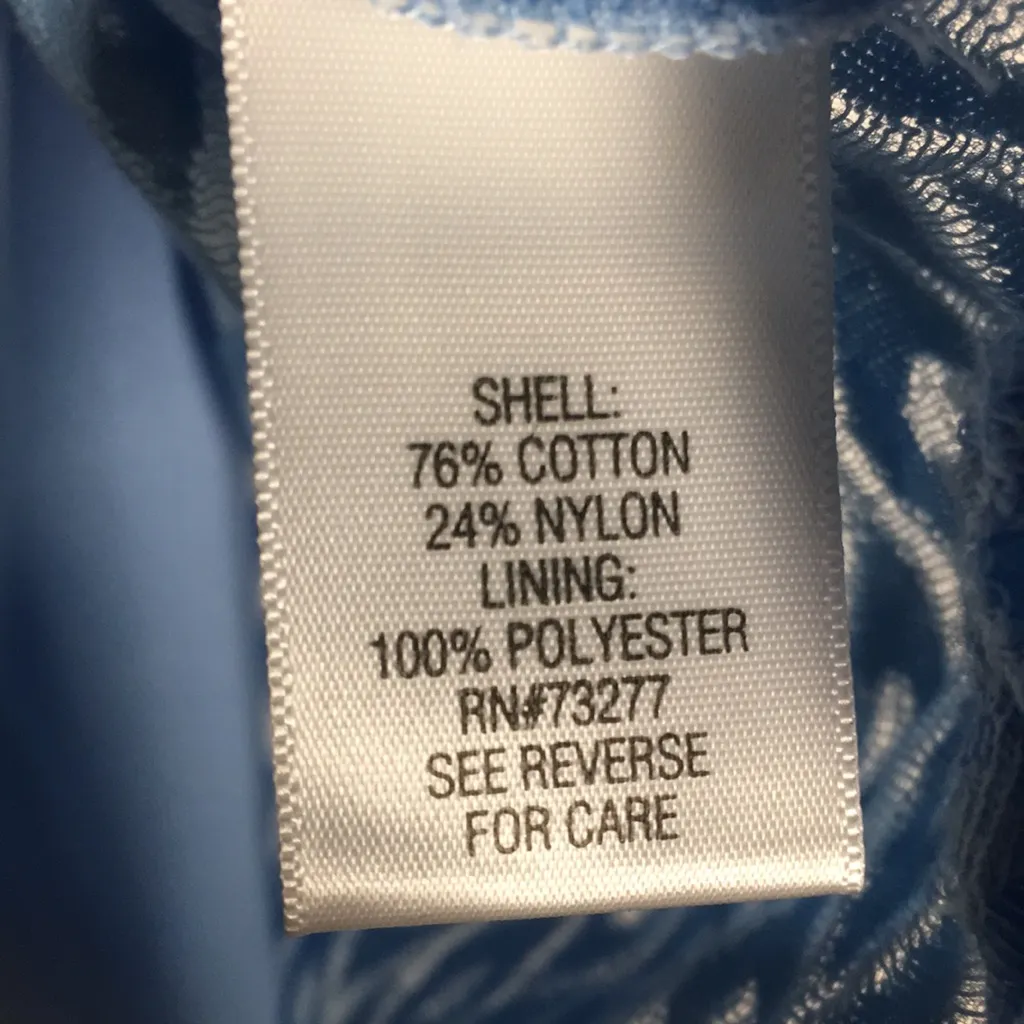 SHELL:
76% COTTON
24% NYLON
LINING:
100% POLYESTER
RN#73277
SEE REVERSE
FOR CARE